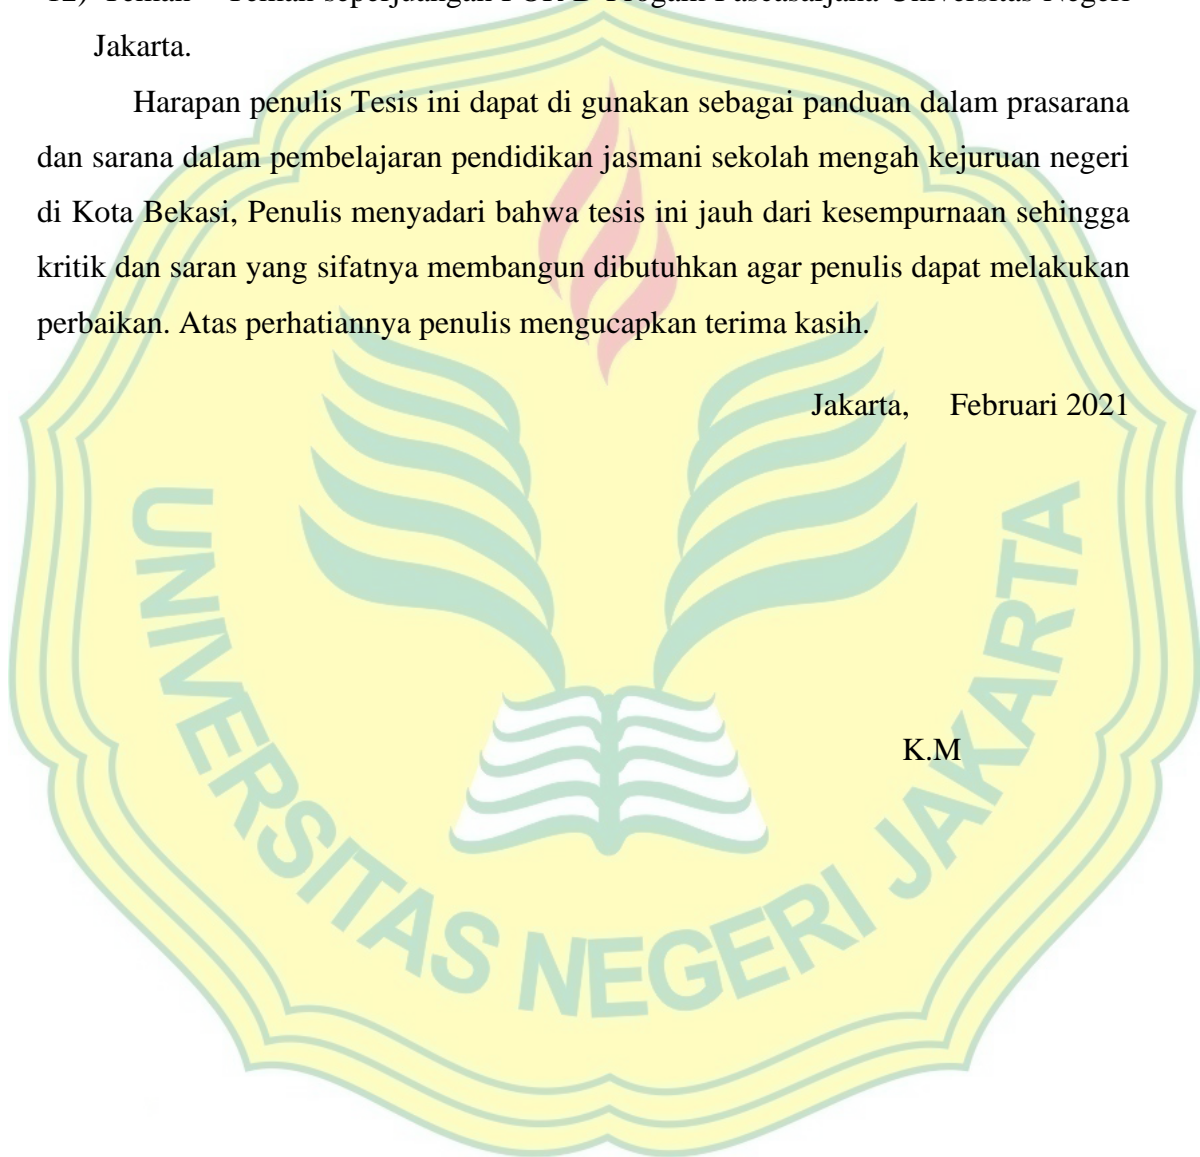 Jakarta.
Harapan penulis Tesis ini dapat di gunakan sebagai panduan dalam prasarana
dan sarana dalam pembelajaran pendidikan jasmani sekolah mengah kejuruan negeri
di Kota Bekasi, Penulis menyadari bahwa tesis ini jauh dari kesempurnaan sehingga
kritik dan saran yang sifatnya membangun dibutuhkan agar penulis dapat melakukan
perbaikan. Atas perhatiannya penulis mengucapkan terima kasih.
Jakarta, Februari 2021
K.M
UNIVERSITAS NEGERI JAKARTA